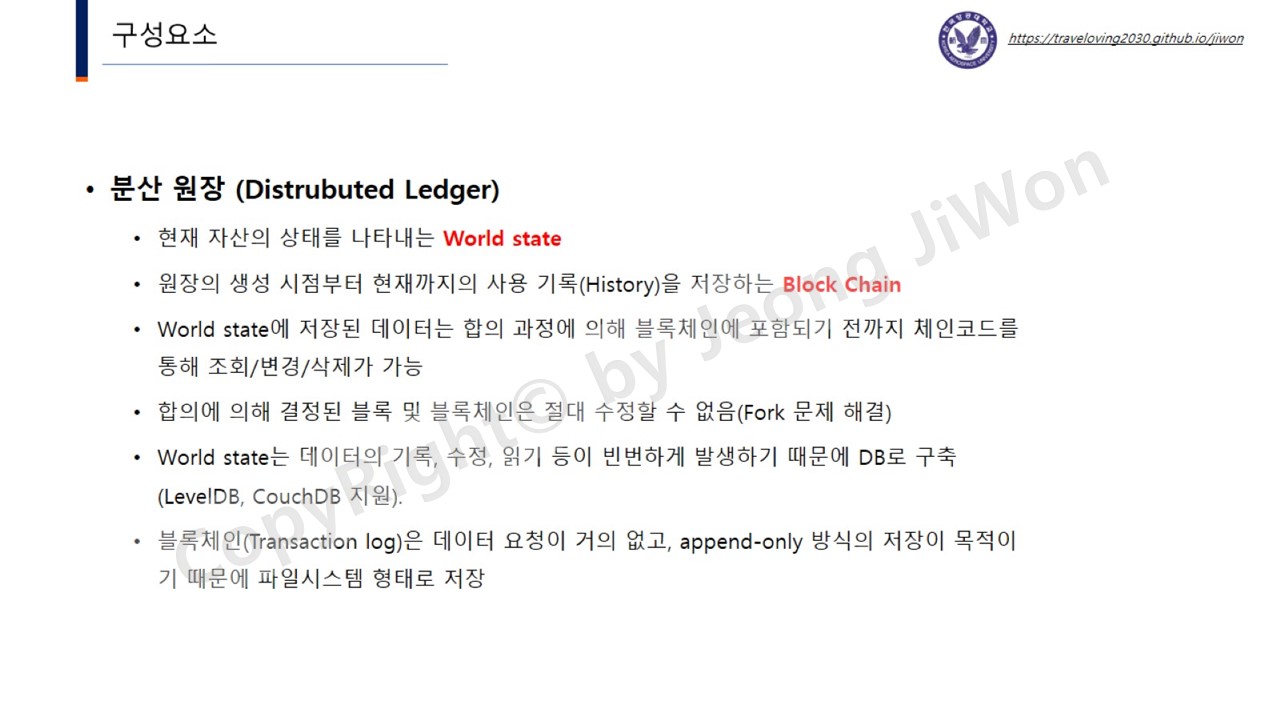 구성요소
https://traveloving2030.github.io/jiwon
• 분산 원장 (Distrubuted Ledger)
• 현재 자산의 상태를 나타내는 World state
• 원장의 생성 시점부터 현재까지의 사용 기록(History)을 저장하는 Block Chain
• World state에 저장된 데이터는 합의 과정에 의해 블록체인에 포함되기 전까지 체인코드를
통해 조회/변경/삭제가 가능
• 합의에 의해 결정된 블록 및 블록체인은 절대 수정할 수 없음(Fork 문제 해결)
• World state는 데이터의 기록, 수정, 읽기 등이 빈번하게 발생하기 때문에 DB로 구축
(LevelDB, CouchDB 지원).
• 블록체인(Transaction log)은 데이터 요청이 거의 없고, append-only 방식의 저장이 목적이
기 때문에 파일시스템 형태로 저장
CopyRight© by Jeong JiWon